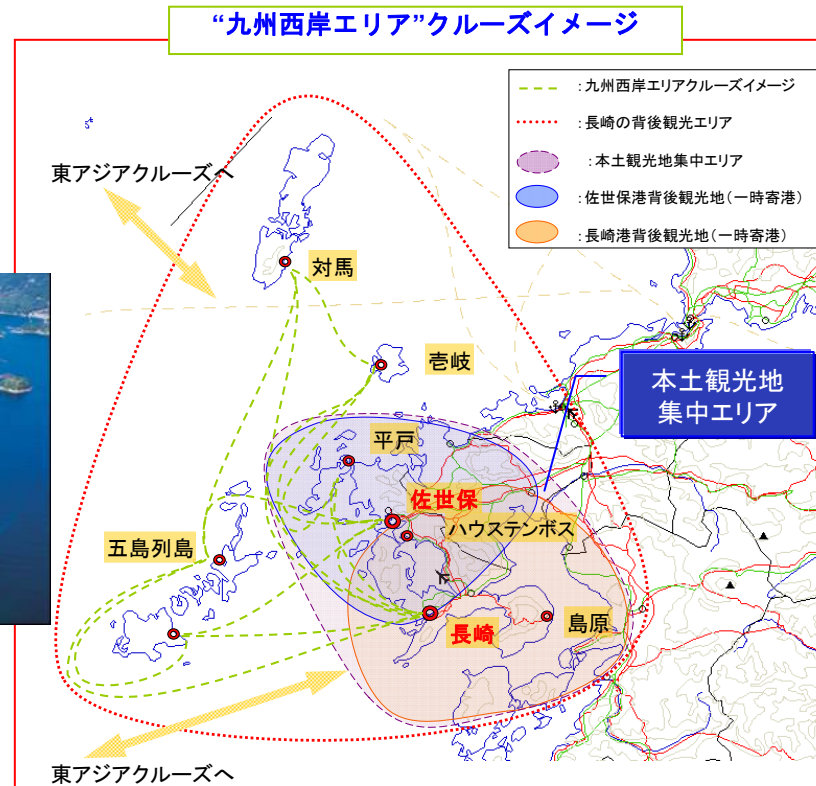 “九州西岸エリア”クルーズイメージ
:九州西岸エリアクルーズイメージ
:長崎の背後観光エリア
:本土観光地集中エリア
:佐世保港背後観光地(一時寄港)
:長崎港背後観光地(一時寄港)
東アジアクルーズへ
対馬
壱岐
本土観光地
集中エリア
平戸
佐世保
ハウステンボス
五島列島
島原
長崎
東アジアクルーズへ